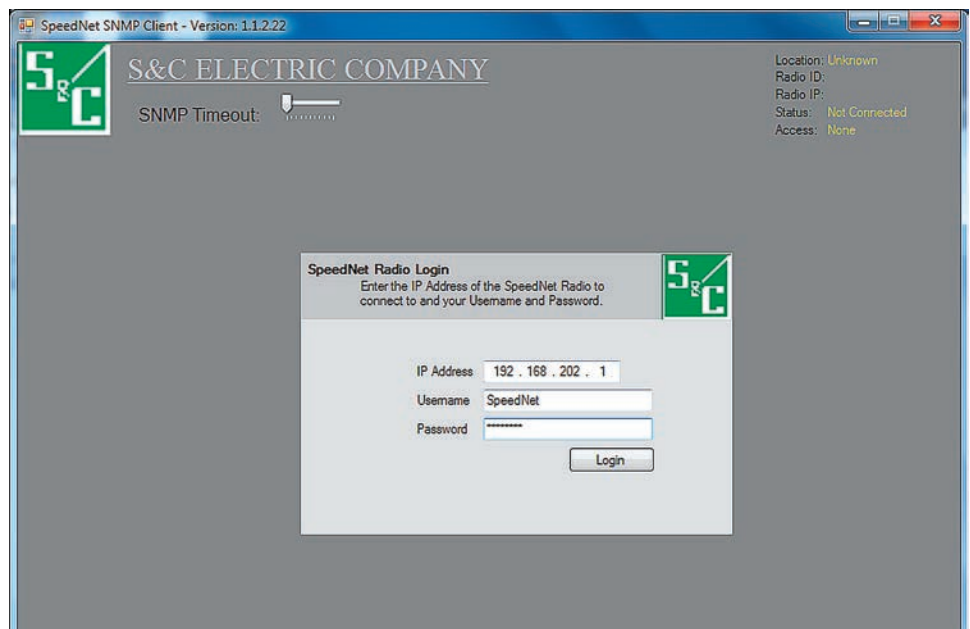 SpeedNet SNMP Client - Version: 1.1.2.22
S&C
S&C ELECTRIC COMPANY
SNMP Timeout:
Location: Unknown
Radio ID:
Radio IP:
Status: Not Connected
Access: None
SpeedNet Radio Login
Enter the IP Address of the SpeedNet Radio to
connect to and your Username and Password.
S&C
IP Address 192 . 168 . 202 . 1
Username SpeedNet
Password ********
Login